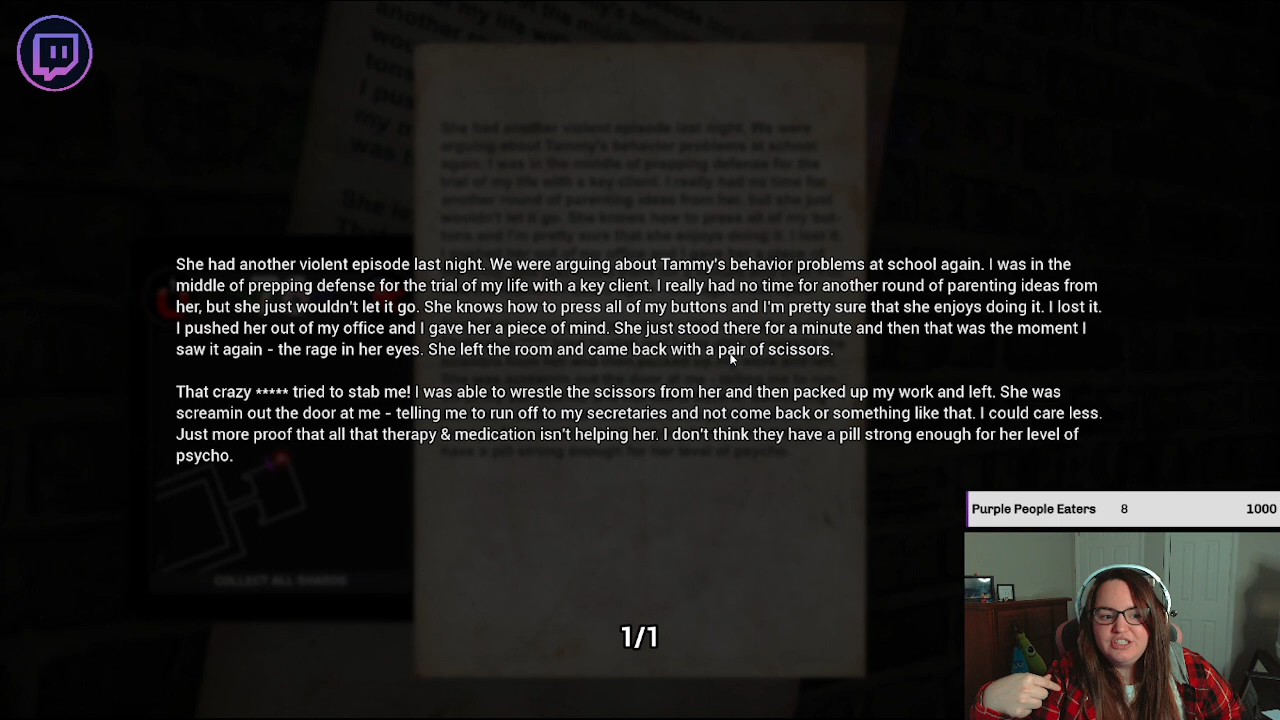 She had another violent episode last night. We were arguing about Tammy's behavior problems at school again. I was in the
middle of prepping defense for the trial of my life with a key client. I really had no time for another round of parenting ideas from
her, but she just wouldn't let it go. She knows how to press all of my buttons and I'm pretty sure that she enjoys doing it. I lost it.
I pushed her out of my office and I gave her a piece of mind. She just stood there for a minute and then that was the moment I
saw it again - the rage in her eyes. She left the room and came back with a pair of scissors.
That crazy ***** tried to stab me! I was able to wrestle the scissors from her and then packed up my work and left. She was
screamin out the door at me - telling me to run off to my secretaries and not come back or something like that. I could care less.
Just more proof that all that therapy & medication isn't helping her. I don't think they have a pill strong enough for her level of
psycho.
COLLECT ALL SHARDS
Purple People Eaters 8 1000
1/1